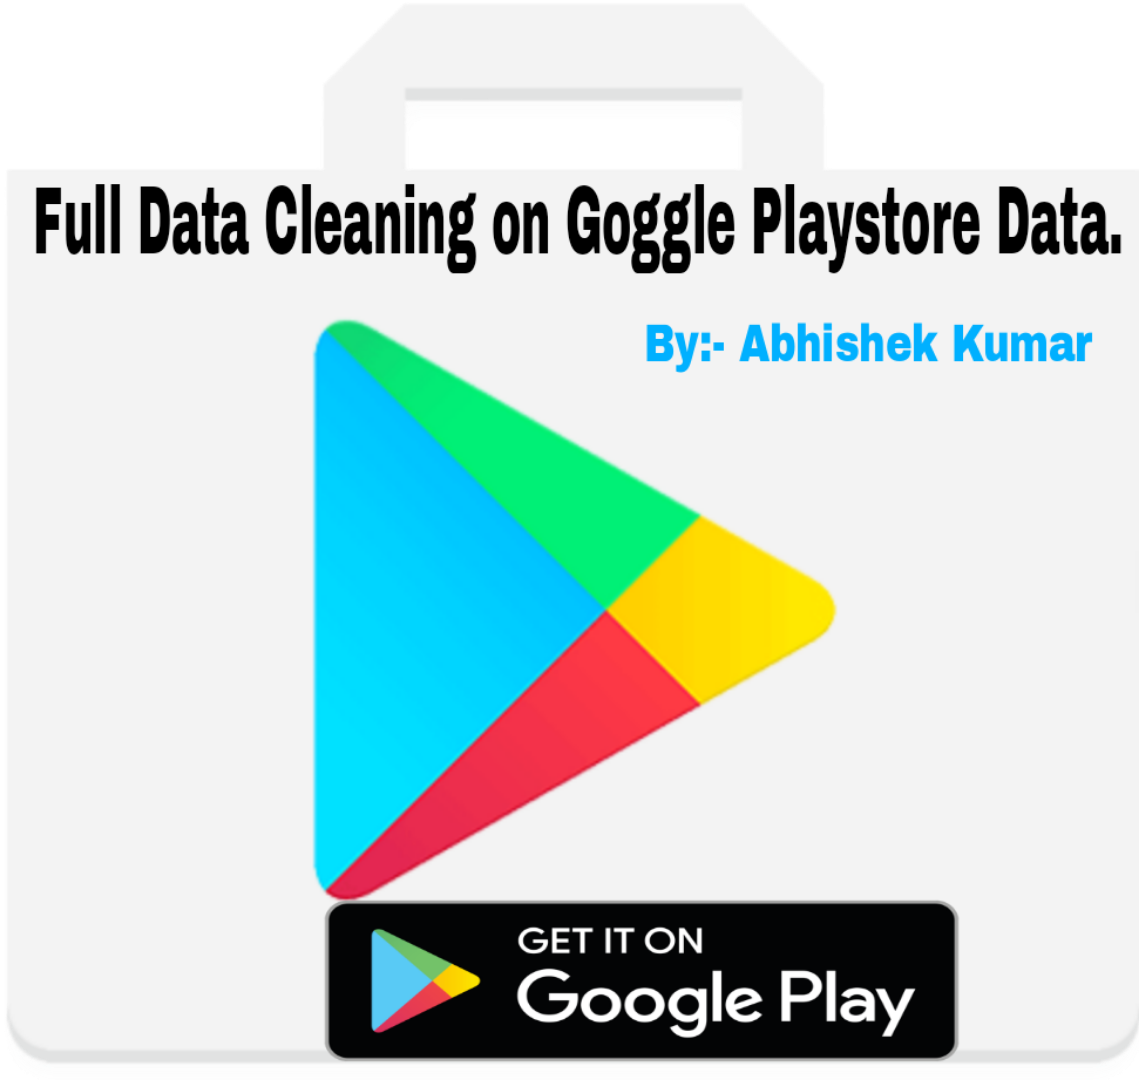 Full Data Cleaning on Goggle Playstore Data.
By:- Abhishek Kumar
GET IT ON
Google Play